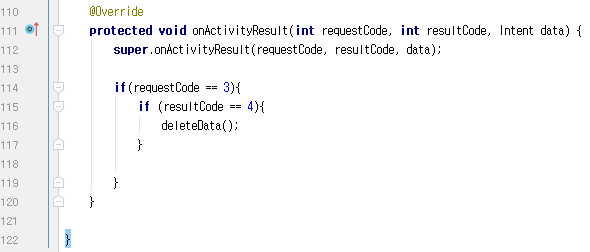 110 @Override
111 protected void onActivityResult(int requestCode, int resultCode, Intent data) {
112 super.onActivityResult(requestCode, resultCode, data);
113
114 if(requestCode == 3){
115 if (resultCode == 4){
116 deleteData();
117 }
118
119 }
120 }
121
122 }